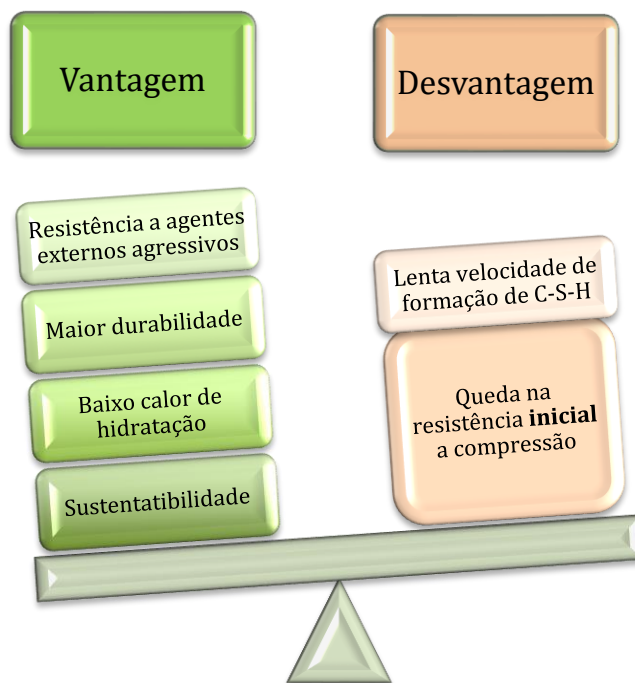 Vantagem
Resistência a agentes
externos agressivos
Maior durabilidade
Baixo calor de
hidratação
Sustentatibilidade
Desvantagem
Lenta velocidade de
formação de C-S-H
Queda na
resistência inicial
a compressão